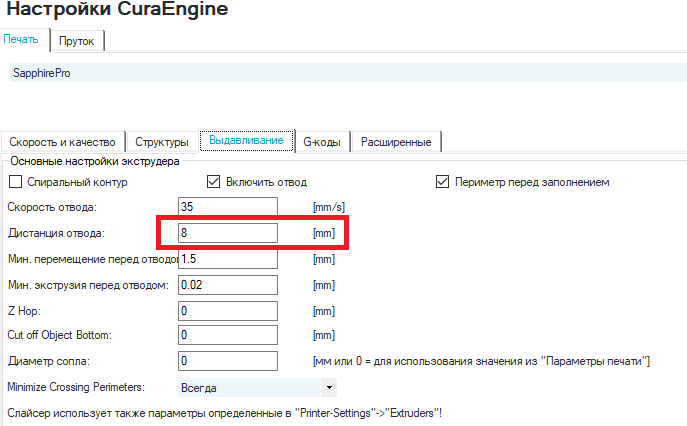 Настройки CuraEngine
Печать Пруток
SapphirePro
Скорость и качество Структуры Выдавливание G-коды Расширенные
Основные настройки экструдера
Спиральный контур Включить отвод Периметр перед заполнением
Скорость отвода: 35 [mm/s]
Дистанция отвода: 8 [mm]
Мин. перемещение перед отводом 1.5 [mm]
Мин. экструзия перед отводом: 0.02 [mm]
Z Hop: 0 [mm]
Cut off Object Bottom: 0 [mm]
Диаметр сопла: 0 [мм или 0 = для использования значения из "Параметры печати"]
Minimize Crossing Perimeters: Всегда
Слайсер использует также параметры определенные в "Printer-Settings"->"Extruders"!